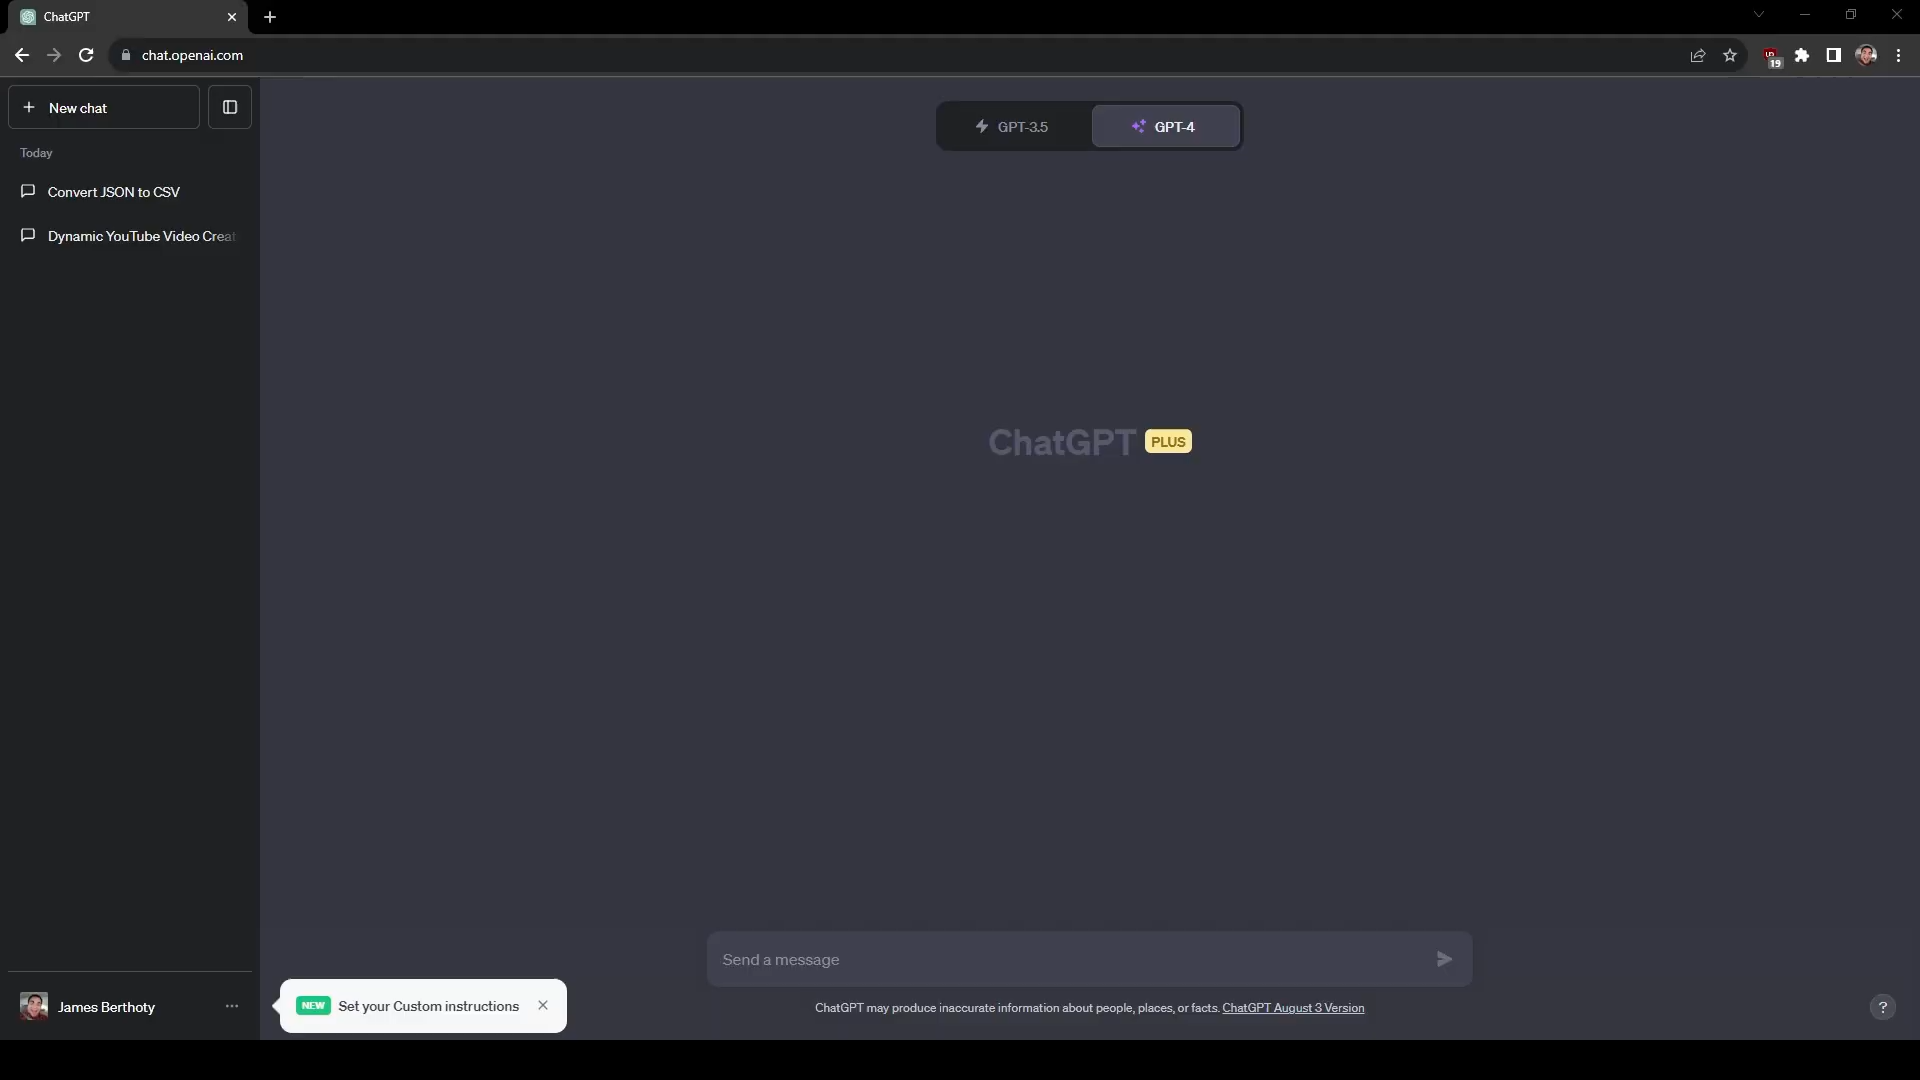 ChatGPT
chat.openai.com
19
New chat
GPT-3.5
GPT-4
Today
Convert JSON to CSV
Dynamic YouTube Video Creat
ChatGPT PLUS
Send a message
James Berthoty
NEW Set your Custom instructions
ChatGPT may produce inaccurate information about people, places, or facts. ChatGPT August 3 Version
?